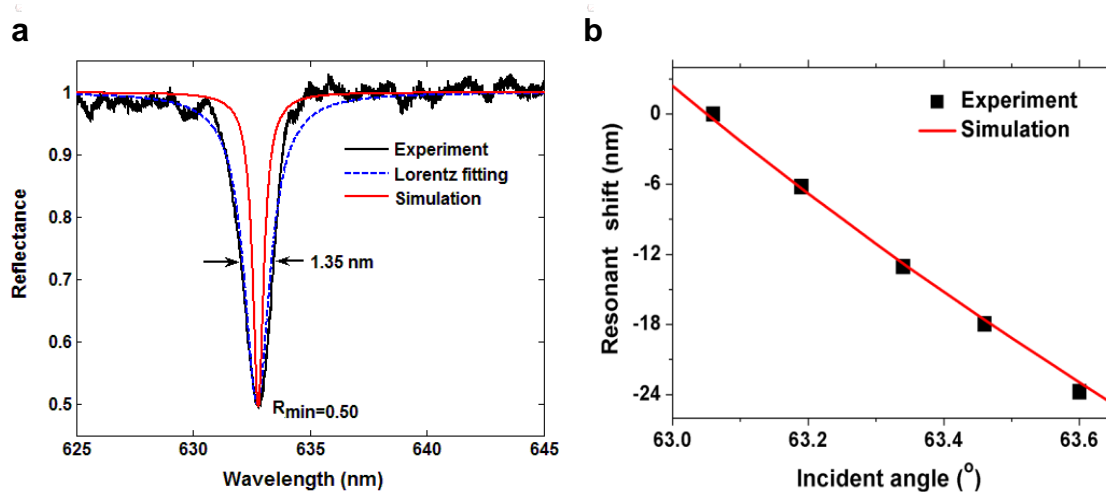 a
1
0.9
0.8
0.7
0.6
0.5
Reflectance
Experiment
Lorentz fitting
Simulation
1.35 nm
Rmin=0.50
625
630
635
640
645
Wavelength (nm)
b
0
-6
-12
-18
-24
Resonant shift (nm)
Experiment
Simulation
63.0
63.2
63.4
63.6
Incident angle (o)